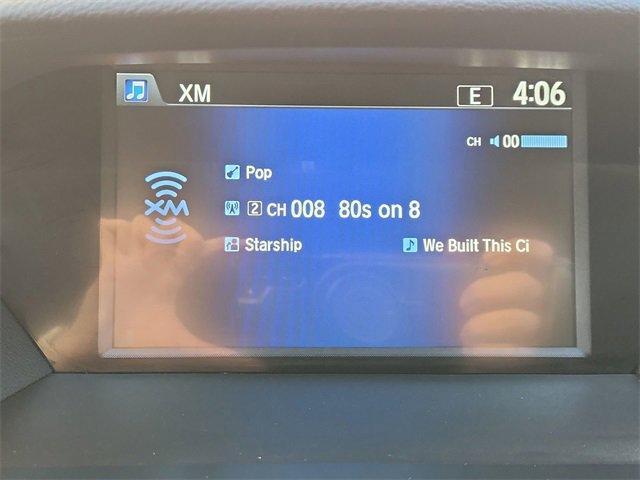 XM E 4:06
CH 00
Pop
XM 2 CH 008 80s on 8
Starship We Built This Ci